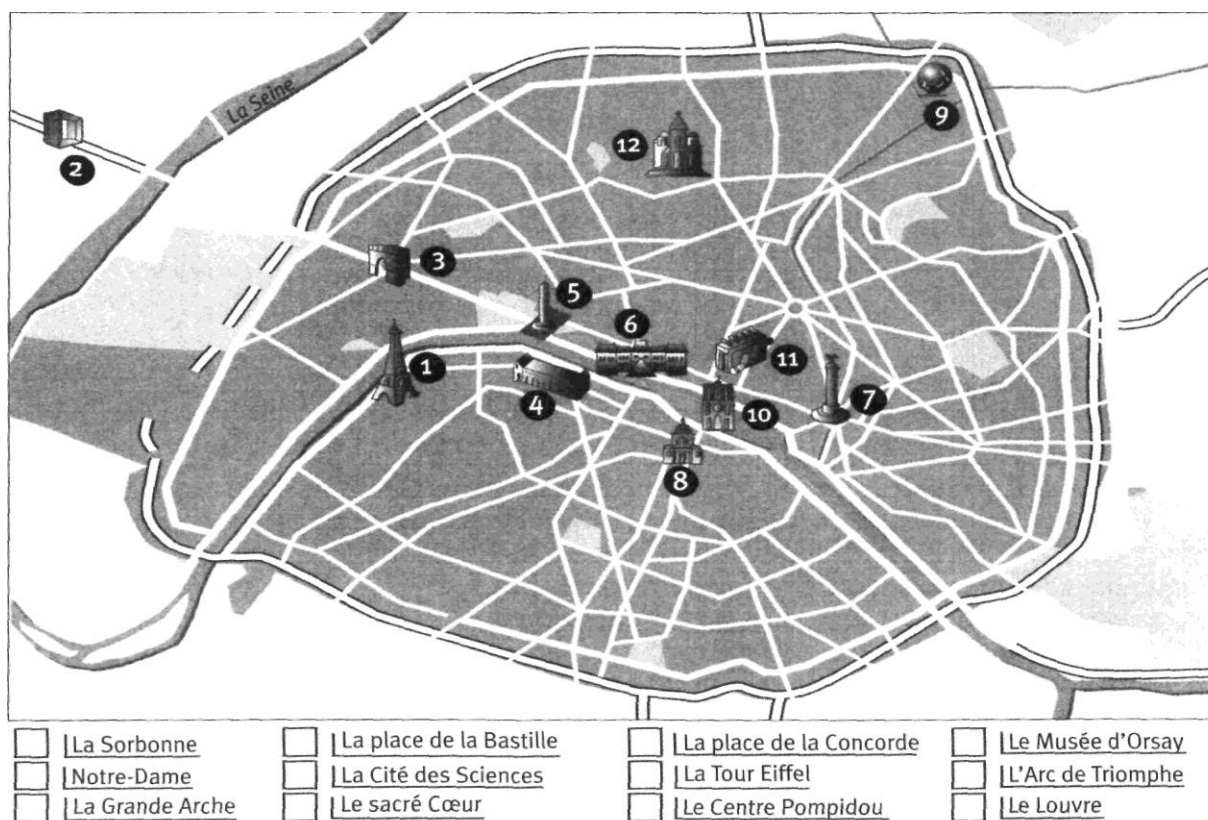 La Seine
2
12
9
3
5
6
1
11
4
10
7
8
La Sorbonne
La place de la Bastille
La place de la Concorde
Le Musée d'Orsay
Notre-Dame
La Cité des Sciences
La Tour Eiffel
L'Arc de Triomphe
La Grande Arche
Le sacré Cœur
Le Centre Pompidou
Le Louvre